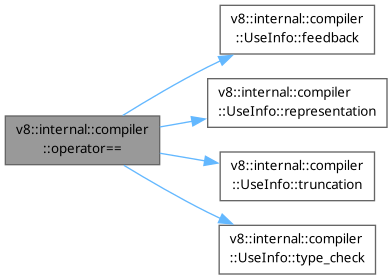 v8::internal::compiler
::operator==
v8::internal::compiler
::UseInfo::feedback
v8::internal::compiler
::UseInfo::representation
v8::internal::compiler
::UseInfo::truncation
v8::internal::compiler
::UseInfo::type_check